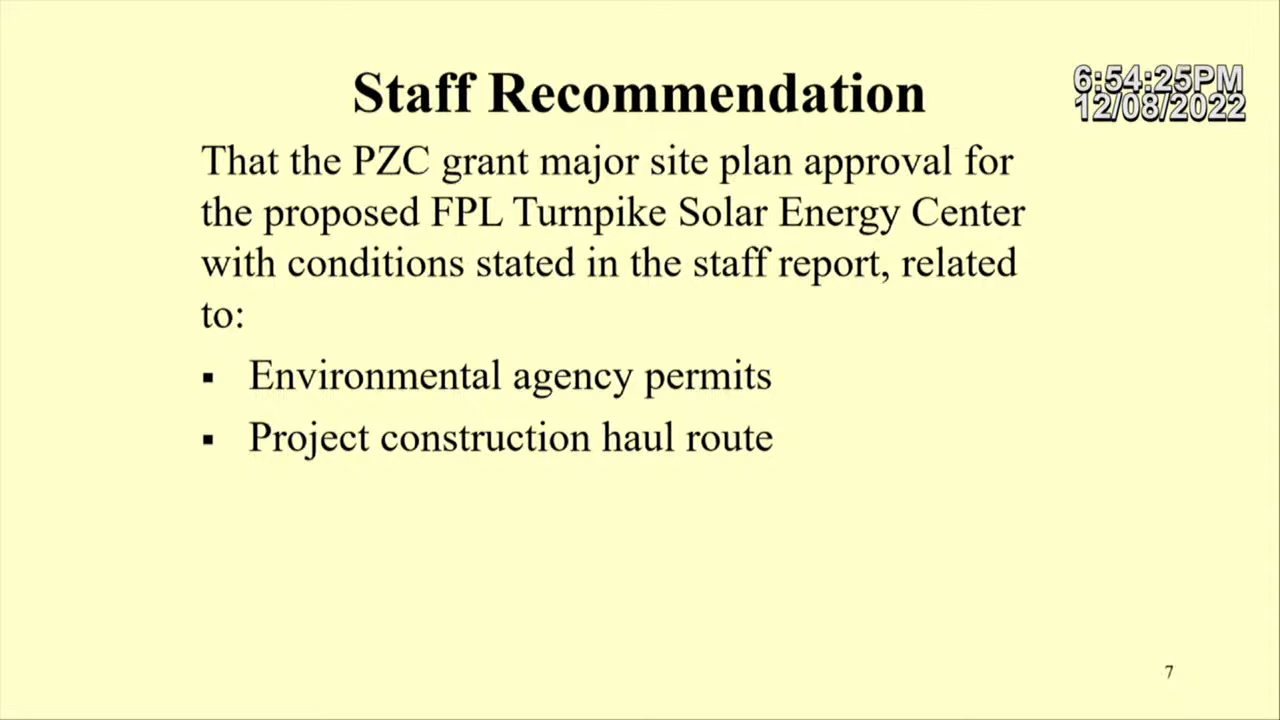 Staff Recommendation
6:54:25PM
12/08/2022
That the PZC grant major site plan approval for
the proposed FPL Turnpike Solar Energy Center
with conditions stated in the staff report, related
to:
▪ Environmental agency permits
▪ Project construction haul route
7